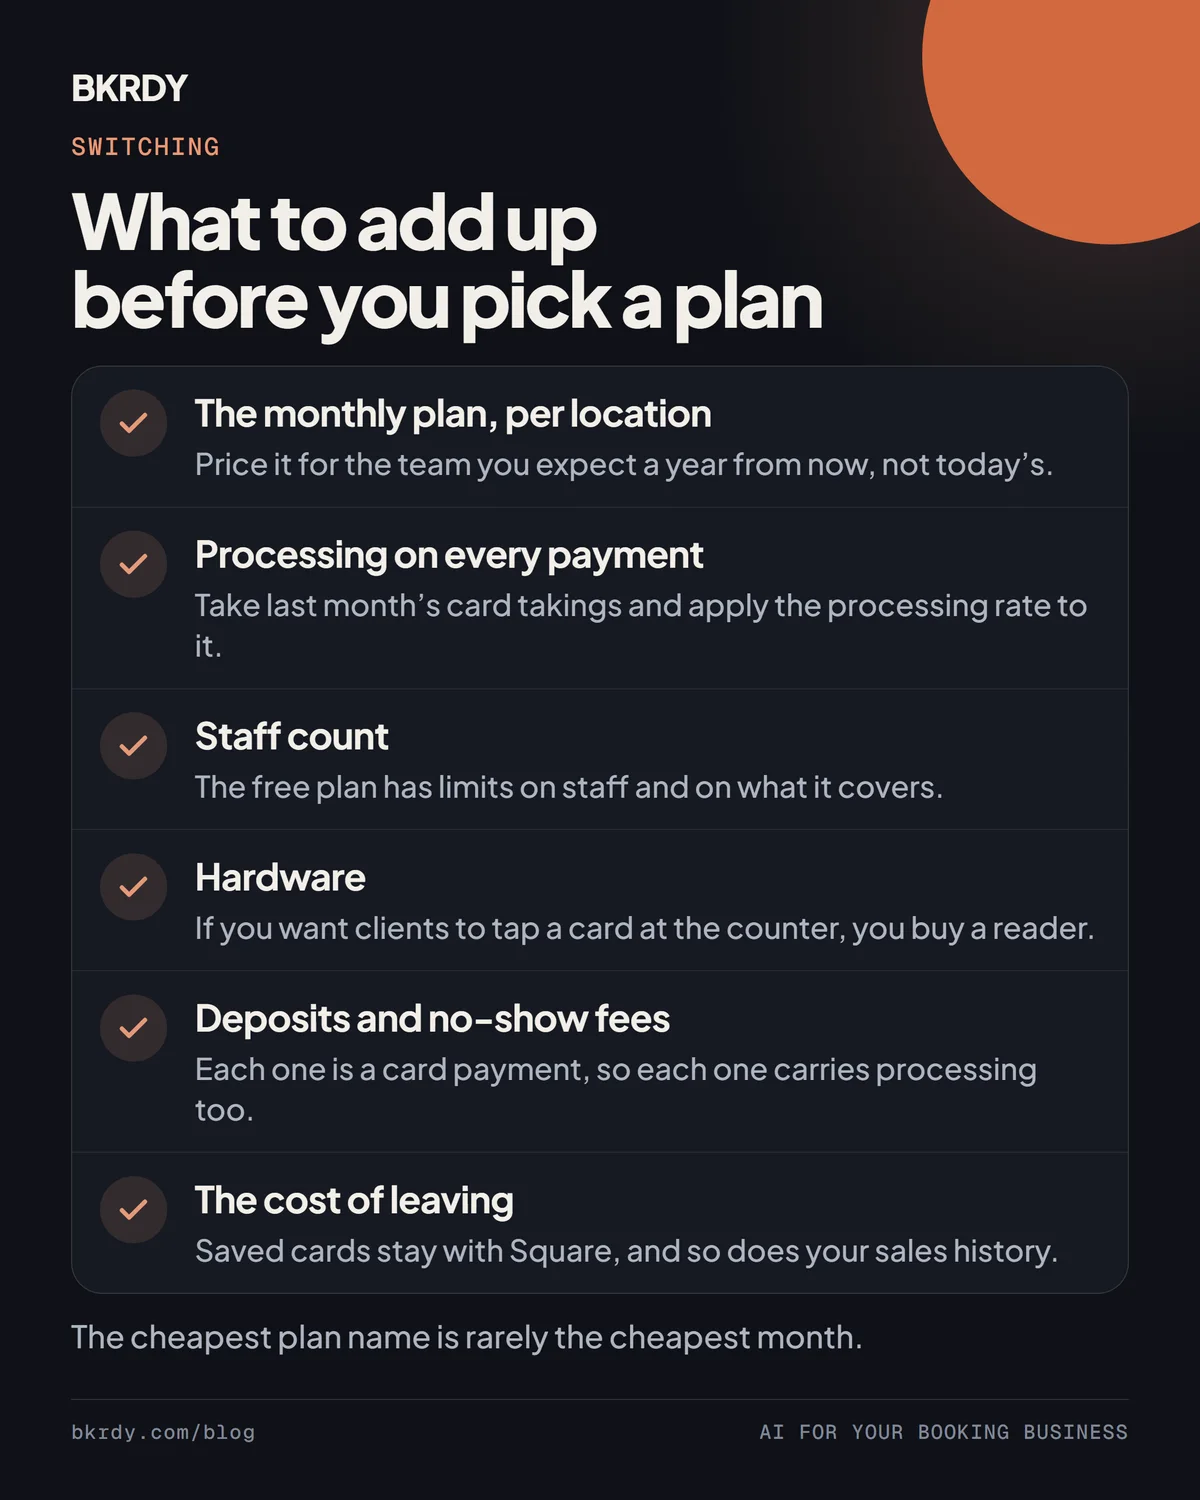 BKRDY
SWITCHING
What to add up
before you pick a plan
The monthly plan, per location
Price it for the team you expect a year from now, not today’s.
Processing on every payment
Take last month’s card takings and apply the processing rate to
it.
Staff count
The free plan has limits on staff and on what it covers.
Hardware
If you want clients to tap a card at the counter, you buy a reader.
Deposits and no-show fees
Each one is a card payment, so each one carries processing
too.
The cost of leaving
Saved cards stay with Square, and so does your sales history.
The cheapest plan name is rarely the cheapest month.
bkrdy.com/blog
AI FOR YOUR BOOKING BUSINESS